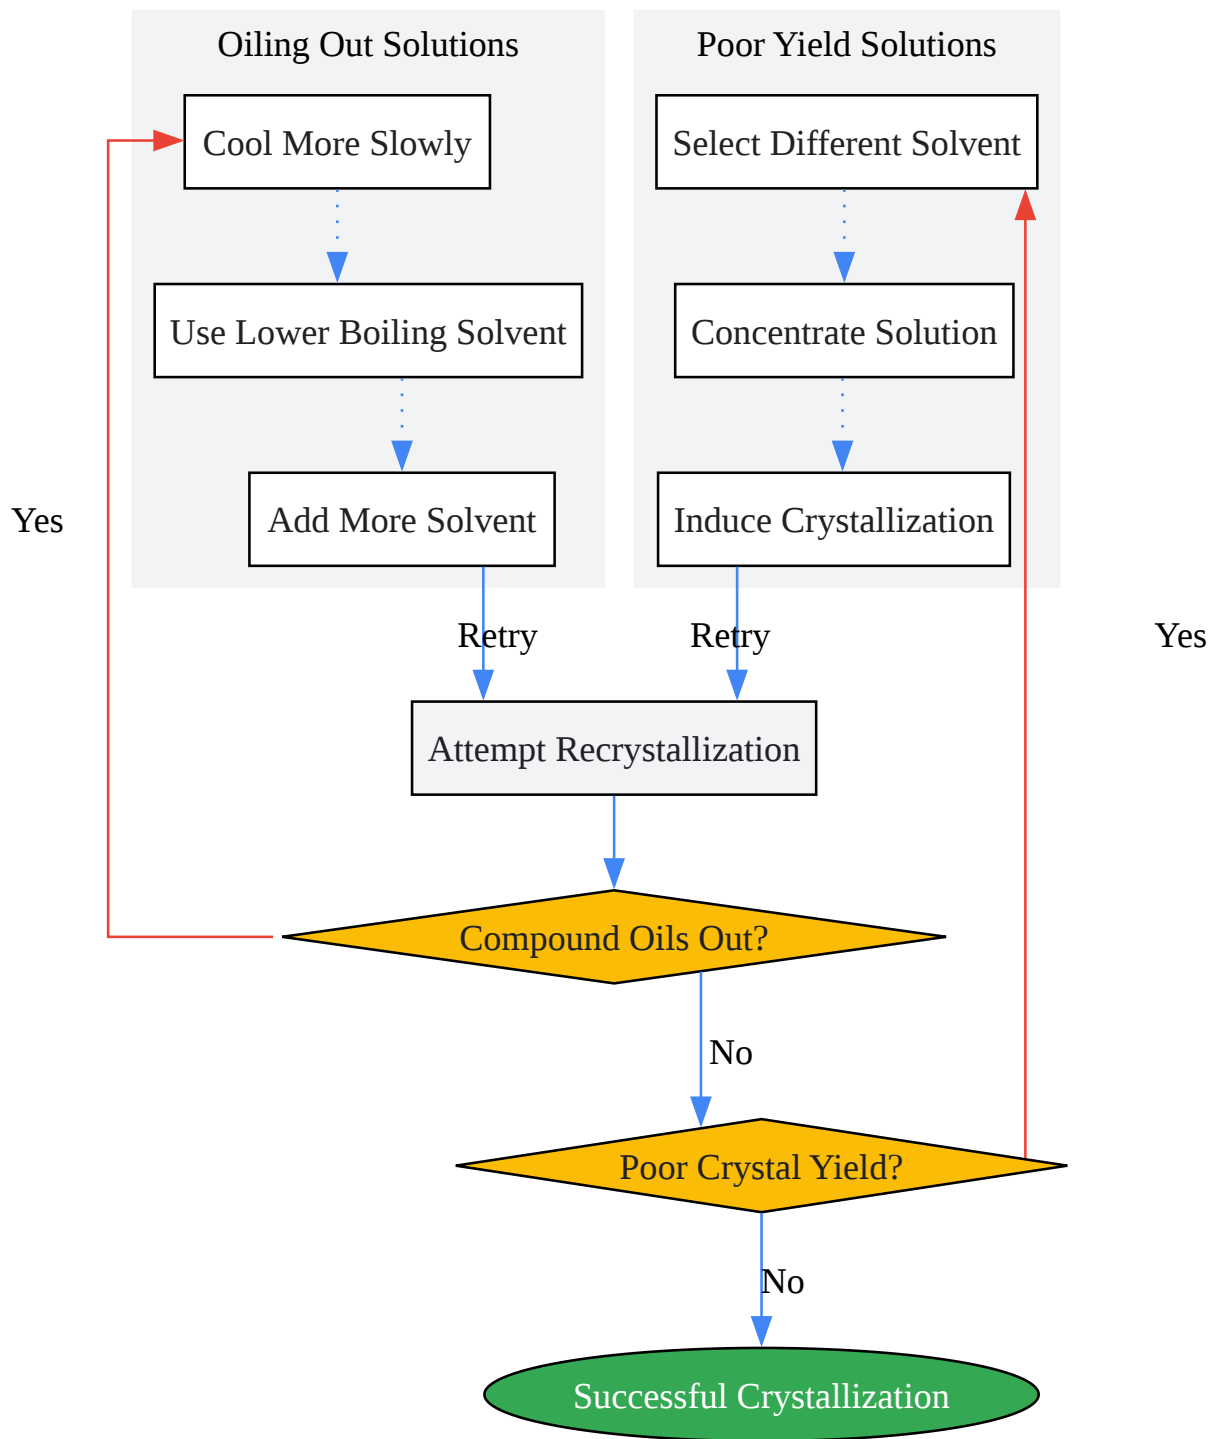 Oiling Out Solutions
Poor Yield Solutions
Cool More Slowly
Select Different Solvent
Use Lower Boiling Solvent
Concentrate Solution
Add More Solvent
Induce Crystallization
Yes
Retry
Retry
Yes
Attempt Recrystallization
Compound Oils Out?
No
Poor Crystal Yield?
No
Successful Crystallization